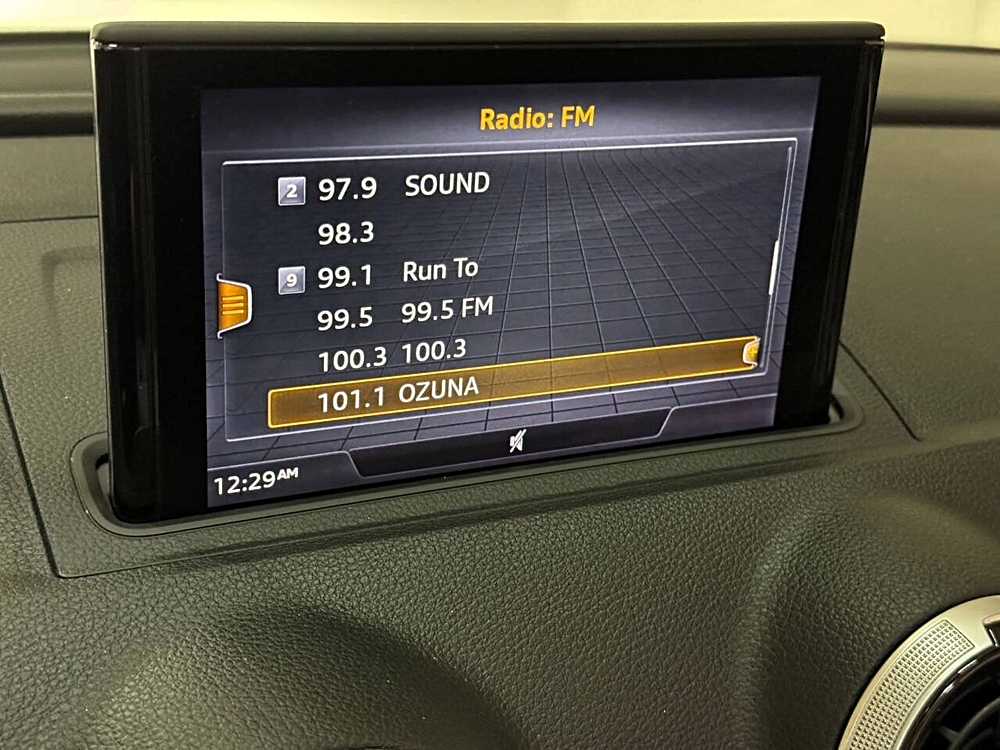 Radio: FM
2 97.9 SOUND
98.3
9 99.1 Run To
99.5 99.5 FM
100.3 100.3
101.1 OZUNA
12:29AM